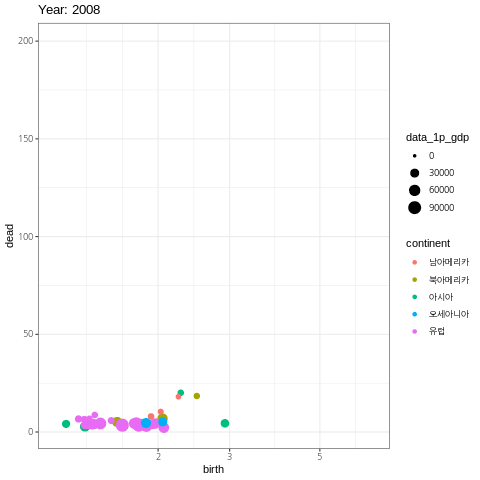 Year: 2008
dead
200
150
100
50
0
2
3
5
birth
data_1p_gdp
0
30000
60000
90000
continent
남아메리카
북아메리카
아시아
오세아니아
유럽